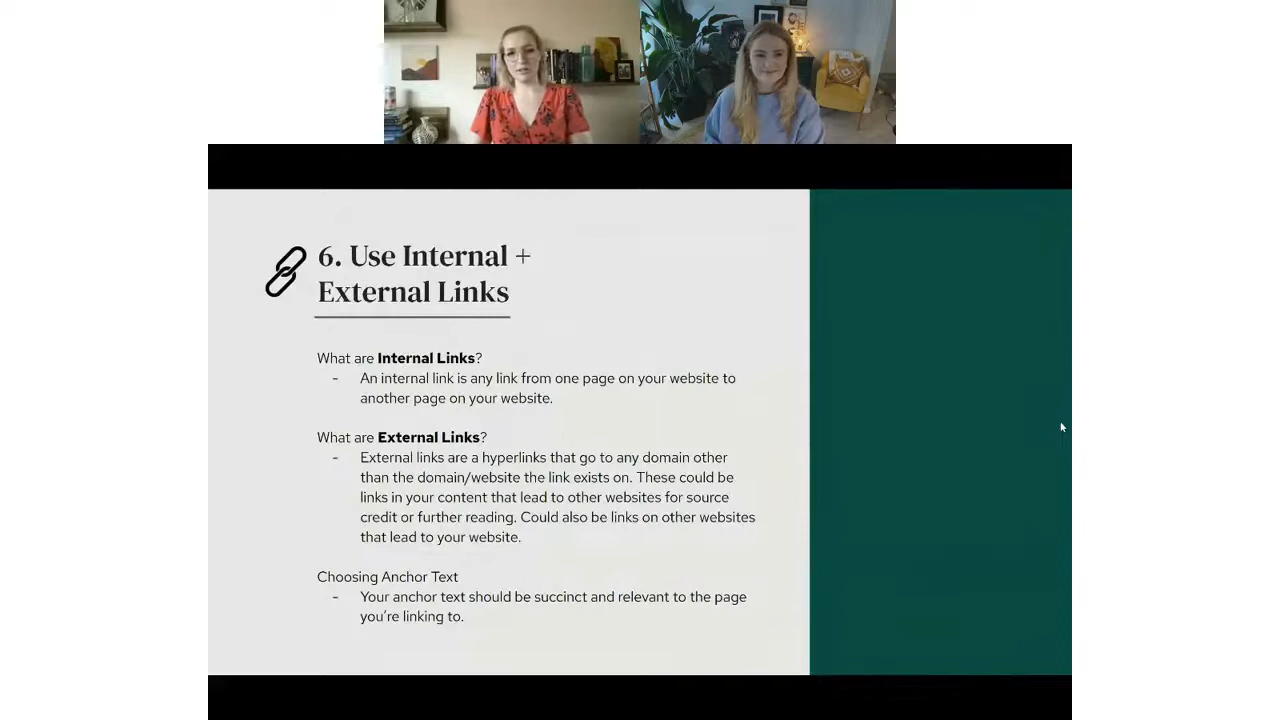 6. Use Internal +
External Links
What are Internal Links?
- An internal link is any link from one page on your website to
another page on your website.
What are External Links?
- External links are a hyperlinks that go to any domain other
than the domain/website the link exists on. These could be
links in your content that lead to other websites for source
credit or further reading. Could also be links on other websites
that lead to your website.
Choosing Anchor Text
- Your anchor text should be succinct and relevant to the page
you’re linking to.